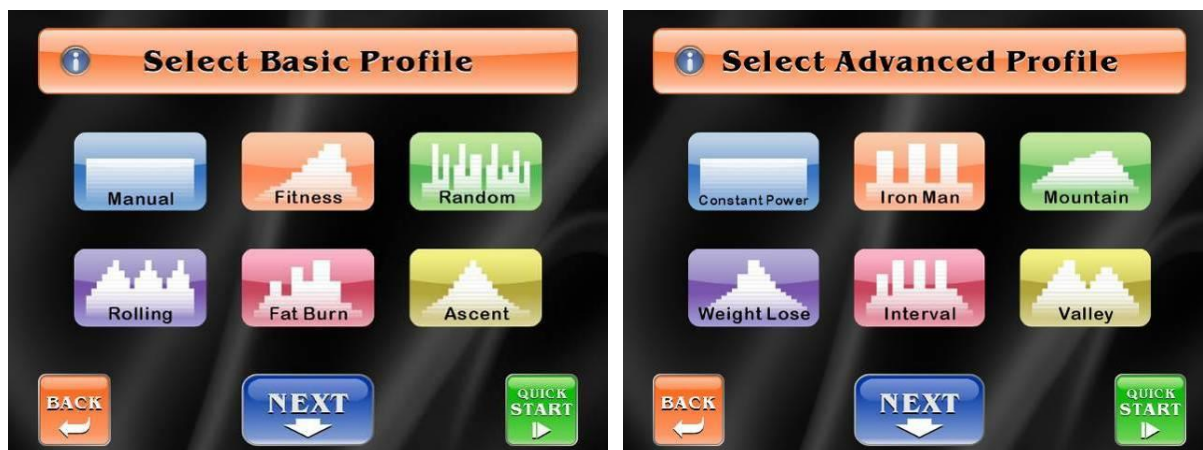 Select Basic Profile
Manual
Fitness
Random
Rolling
Fat Burn
Ascent
BACK
NEXT
QUICK
START
Select Advanced Profile
Constant Power
Iron Man
Mountain
Weight Lose
Interval
Valley
BACK
NEXT
QUICK
START